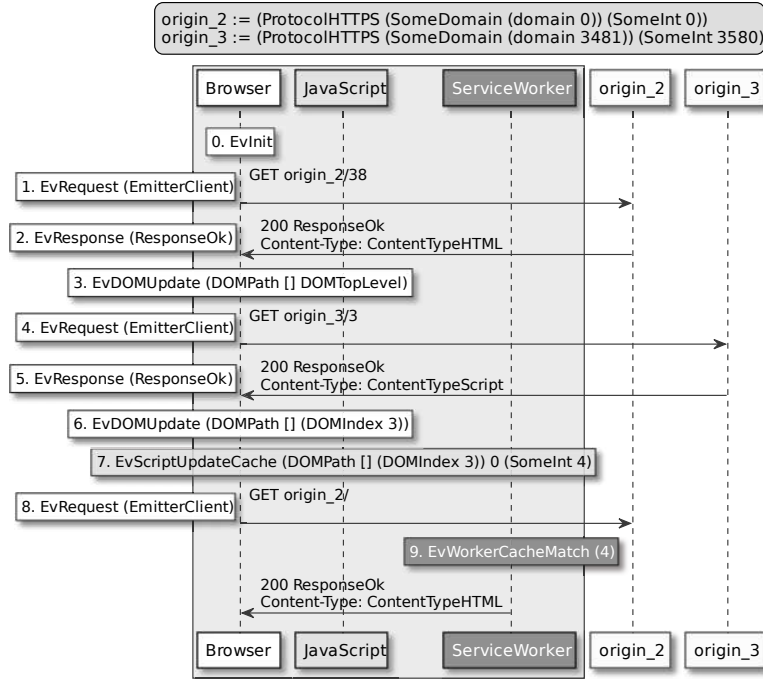 origin_2 := (ProtocolHTTPS (SomeDomain (domain 0)) (SomeInt 0))
origin_3 := (ProtocolHTTPS (SomeDomain (domain 3481)) (SomeInt 3580)
Browser JavaScript ServiceWorker origin_2 origin_3
0. EvInit
1. EvRequest (EmitterClient) GET origin_2/38
2. EvResponse (ResponseOk) 200 ResponseOk
Content-Type: ContentTypeHTML
3. EvDOMUpdate (DOMPath [] DOMTopLevel)
4. EvRequest (EmitterClient) GET origin_3/3
5. EvResponse (ResponseOk) 200 ResponseOk
Content-Type: ContentTypeScript
6. EvDOMUpdate (DOMPath [] (DOMIndex 3))
7. EvScriptUpdateCache (DOMPath [] (DOMIndex 3)) 0 (SomeInt 4)
8. EvRequest (EmitterClient) GET origin_2/
9. EvWorkerCacheMatch (4)
200 ResponseOk
Content-Type: ContentTypeHTML
Browser JavaScript ServiceWorker origin_2 origin_3